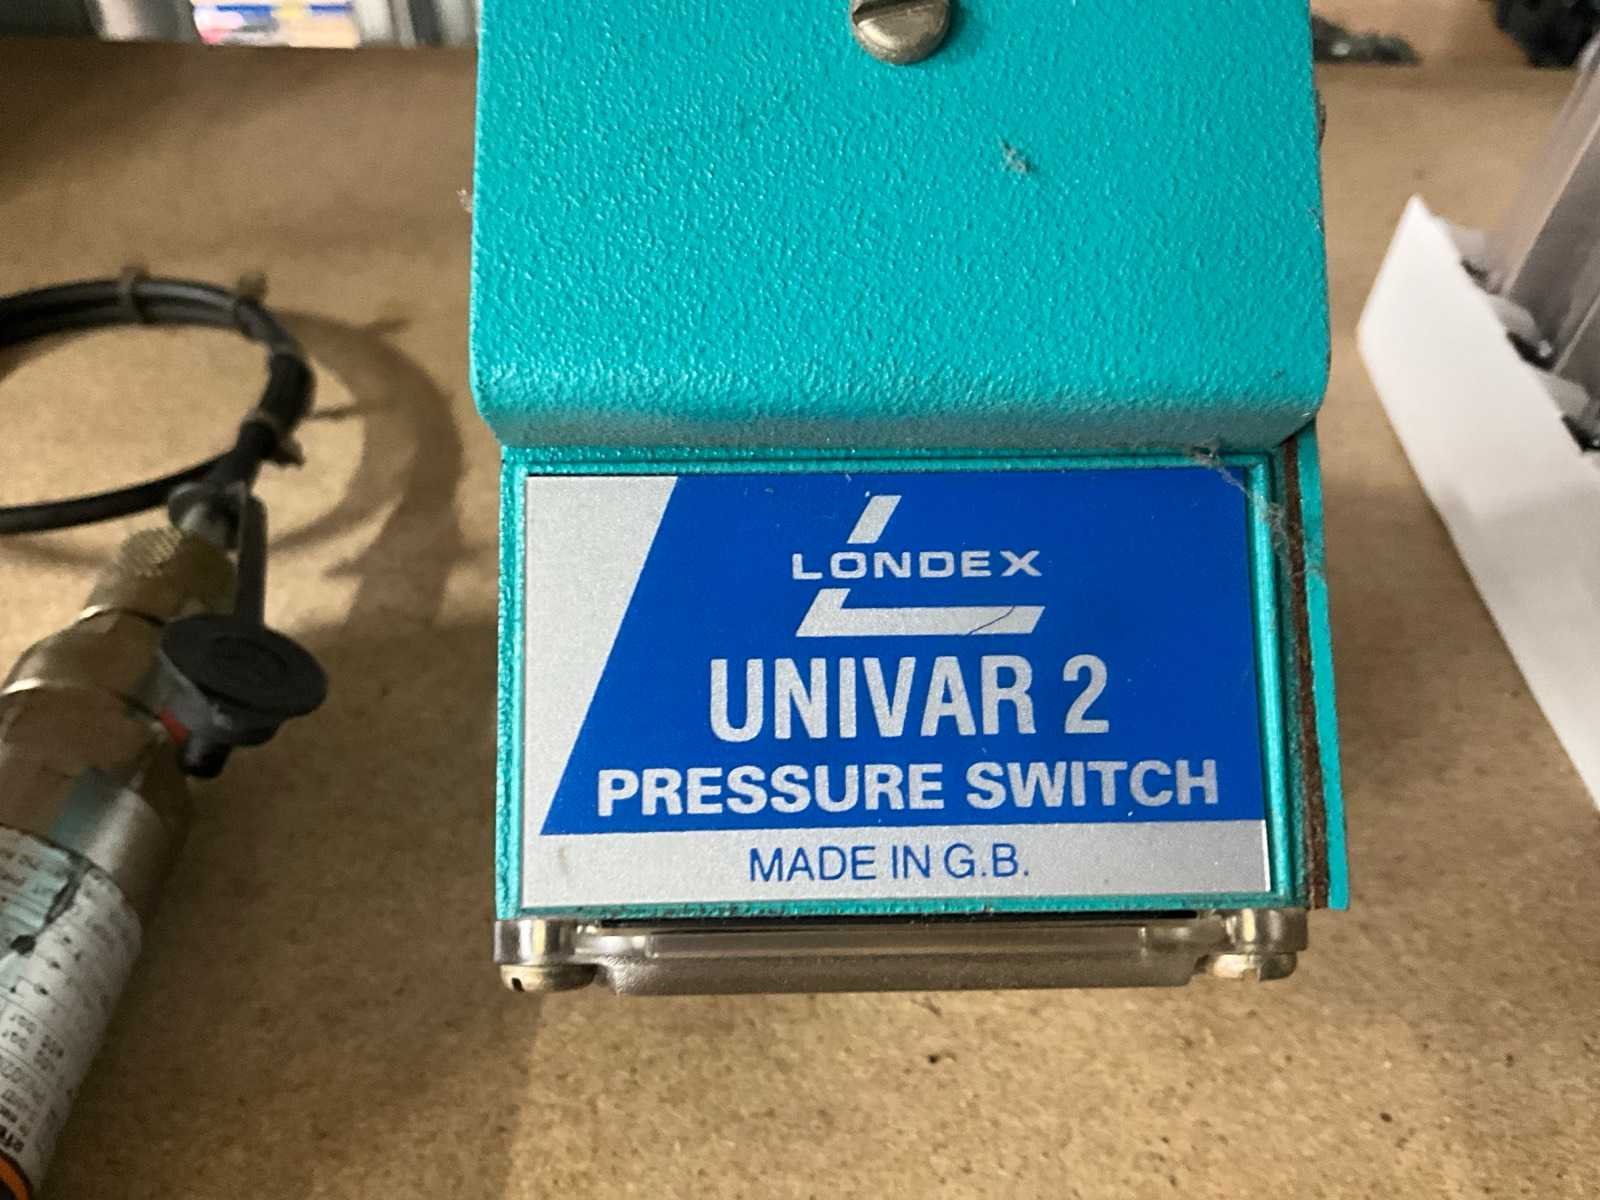 LONDEX
UNIVAR 2
PRESSURE SWITCH
MADE IN G.B.